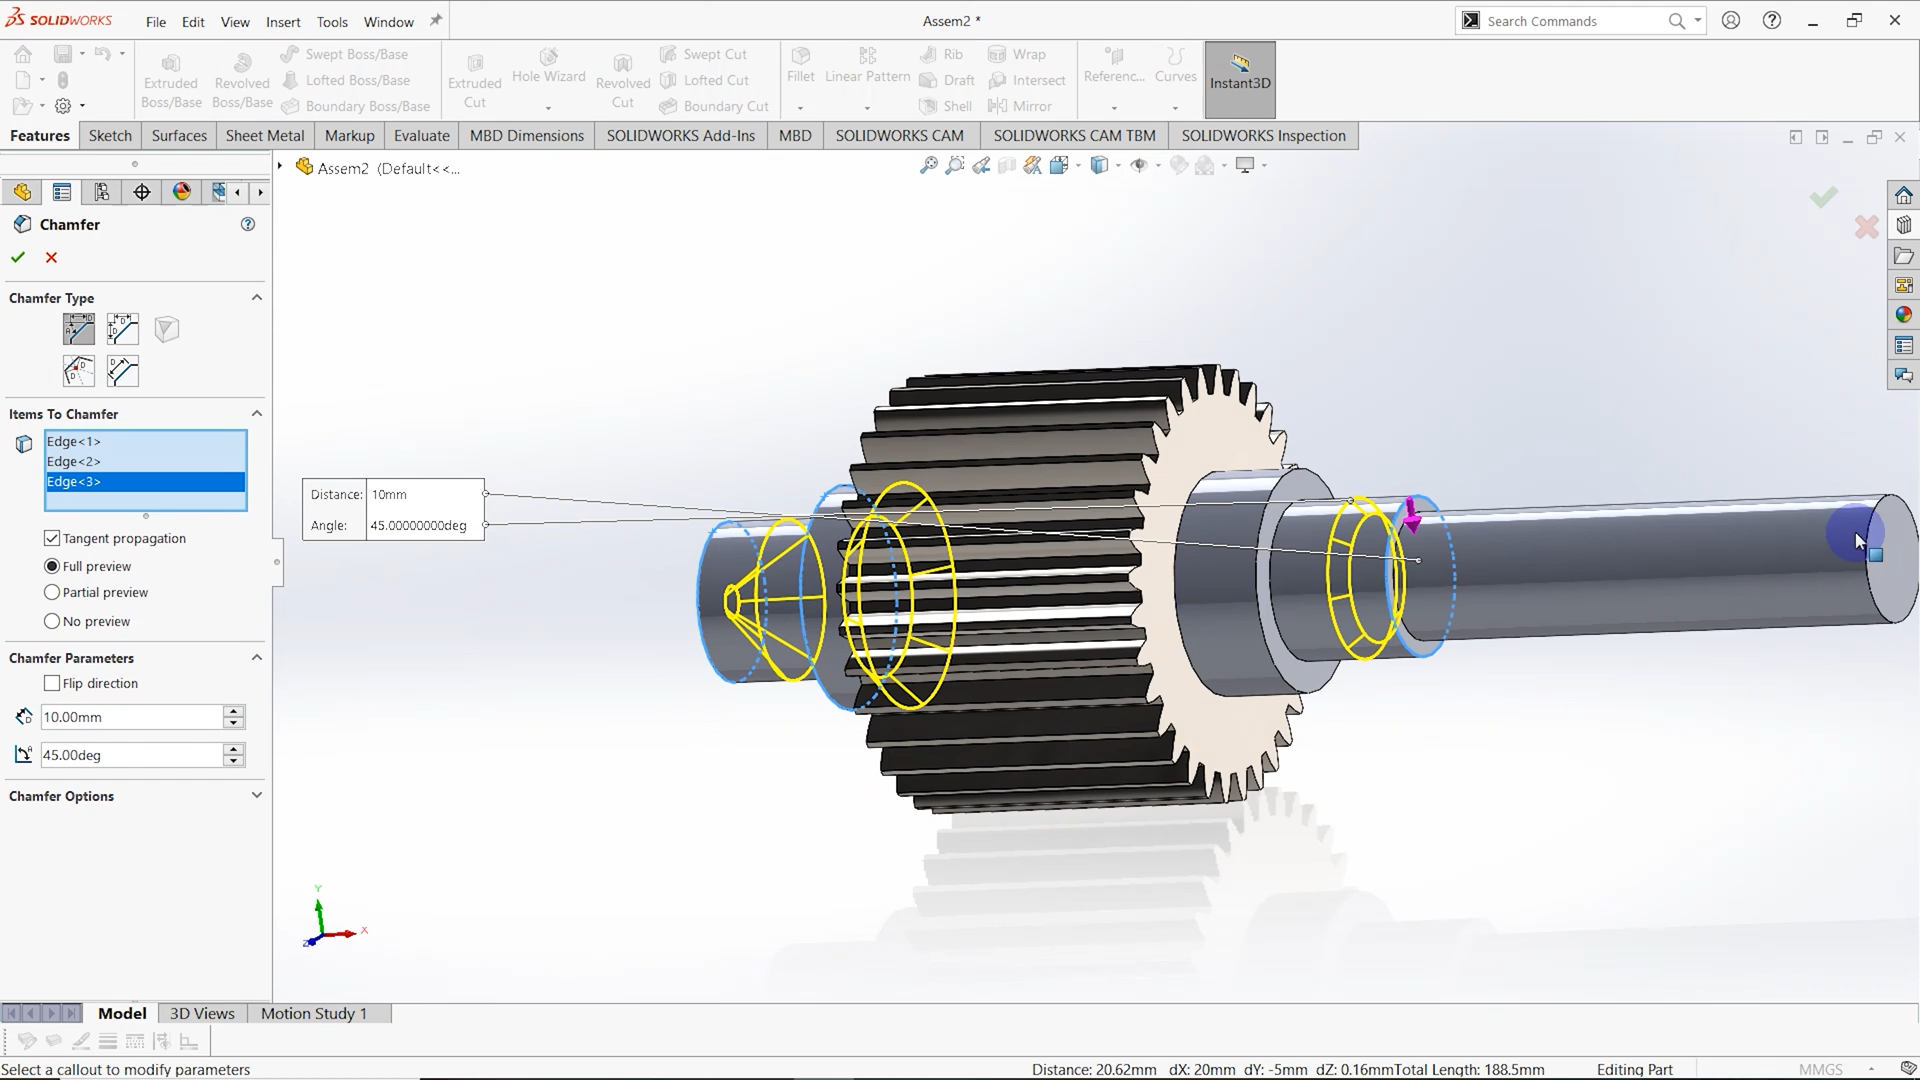 SOLIDWORKS
File Edit View Insert Tools Window
Assem2 *
Search Commands
Extruded Boss/Base
Revolved Boss/Base
Swept Boss/Base
Lofted Boss/Base
Boundary Boss/Base
Extruded Cut
Hole Wizard
Revolved Cut
Swept Cut
Lofted Cut
Boundary Cut
Fillet
Linear Pattern
Rib
Draft
Shell
Wrap
Intersect
Mirror
Referenc...
Curves
Instant3D
Features Sketch Surfaces Sheet Metal Markup Evaluate MBD Dimensions SOLIDWORKS Add-Ins MBD SOLIDWORKS CAM SOLIDWORKS CAM TBM SOLIDWORKS Inspection
Assem2 (Default<<...
Chamfer
Chamfer Type
Items To Chamfer
Edge<1>
Edge<2>
Edge<3>
Tangent propagation
Full preview
Partial preview
No preview
Chamfer Parameters
Flip direction
10.00mm
45.00deg
Chamfer Options
Distance: 10mm
Angle: 45.00000000deg
Y
X
Z
Model 3D Views Motion Study 1
Select a callout to modify parameters
Distance: 20.62mm dX: 20mm dY: -5mm dZ: 0.16mmTotal Length: 188.5mm Editing Part MMGS